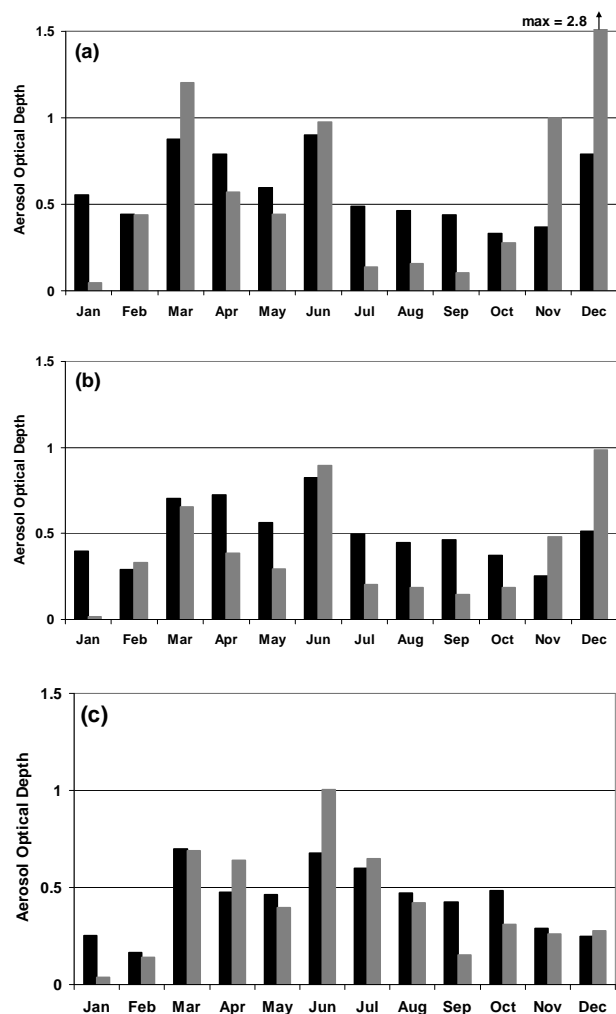 max = 2.8
1.5
(a)
Aerosol Optical Depth
1
0.5
0
Jan Feb Mar Apr May Jun Jul Aug Sep Oct Nov Dec
1.5
(b)
Aerosol Optical Depth
1
0.5
0
Jan Feb Mar Apr May Jun Jul Aug Sep Oct Nov Dec
1.5
(c)
Aerosol Optical Depth
1
0.5
0
Jan Feb Mar Apr May Jun Jul Aug Sep Oct Nov Dec